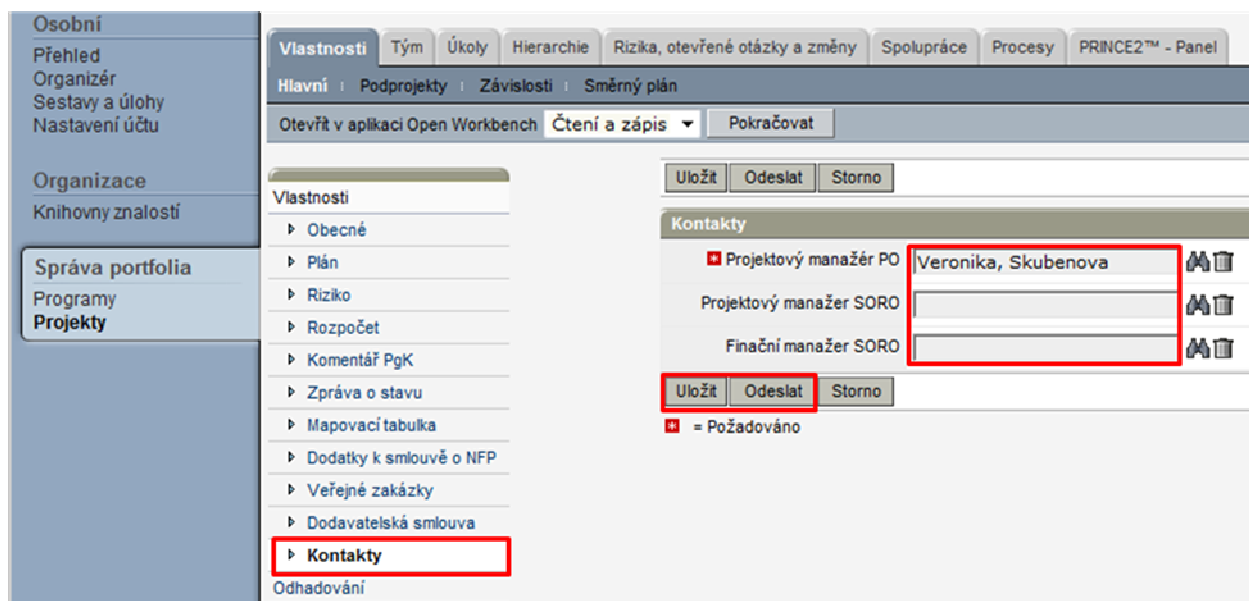 Osobní
Přehled
Organizér
Sestavy a úlohy
Nastavení účtu
Organizace
Knihovny znalostí
Správa portfolia
Programy
Projekty
Vlastnosti Tým Úkoly Hierarchie Rizika, otevřené otázky a změny Spolupráce Procesy PRINCE2™ - Panel
Hlavní Podprojekty Závislosti Směrný plán
Otevřít v aplikaci Open Workbench Čtení a zápis Pokračovat
Vlastnosti
Obecné
Plán
Riziko
Rozpočet
Komentář PgK
Zpráva o stavu
Mapovací tabulka
Dodatky k smlouvě o NFP
Veřejné zakázky
Dodavatelská smlouva
Kontakty
Odhadování
Uložit Odeslat Storno
Kontakty
Projektový manažér PO Veronika, Skubenova
Projektový manažer SORO
Finační manažer SORO
Uložit Odeslat Storno
= Požadováno